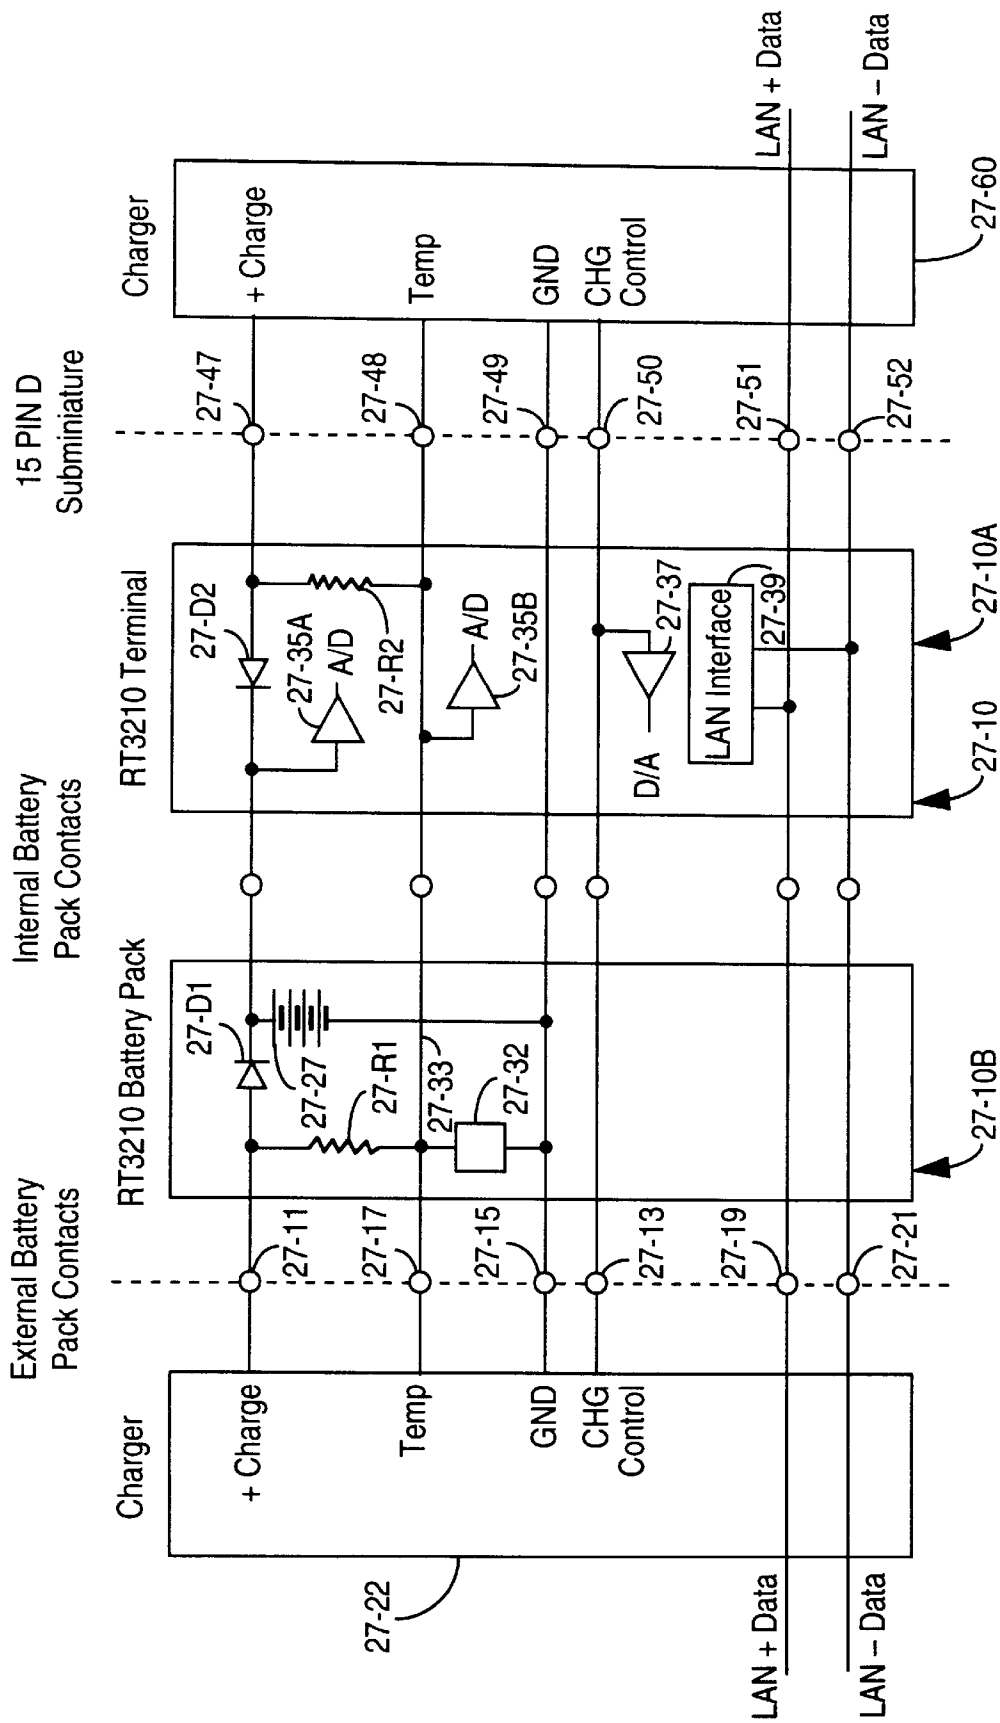 External Battery
Pack Contacts
Internal Battery
Pack Contacts
15 PIN D
Subminiature
Charger
RT3210 Battery Pack
RT3210 Terminal
Charger
27-22
+ Charge
Temp
GND
CHG
Control
LAN + Data
LAN – Data
27-11
27-17
27-15
27-13
27-19
27-21
27-D1
27-27
27-R1
27-33
27-32
27-10B
27-D2
27-35A
A/D
27-R2
A/D
27-35B
D/A
27-37
LAN Interface
27-39
27-10
27-10A
27-47
27-48
27-49
27-50
27-51
27-52
+ Charge
Temp
GND
CHG
Control
LAN + Data
LAN – Data
27-60